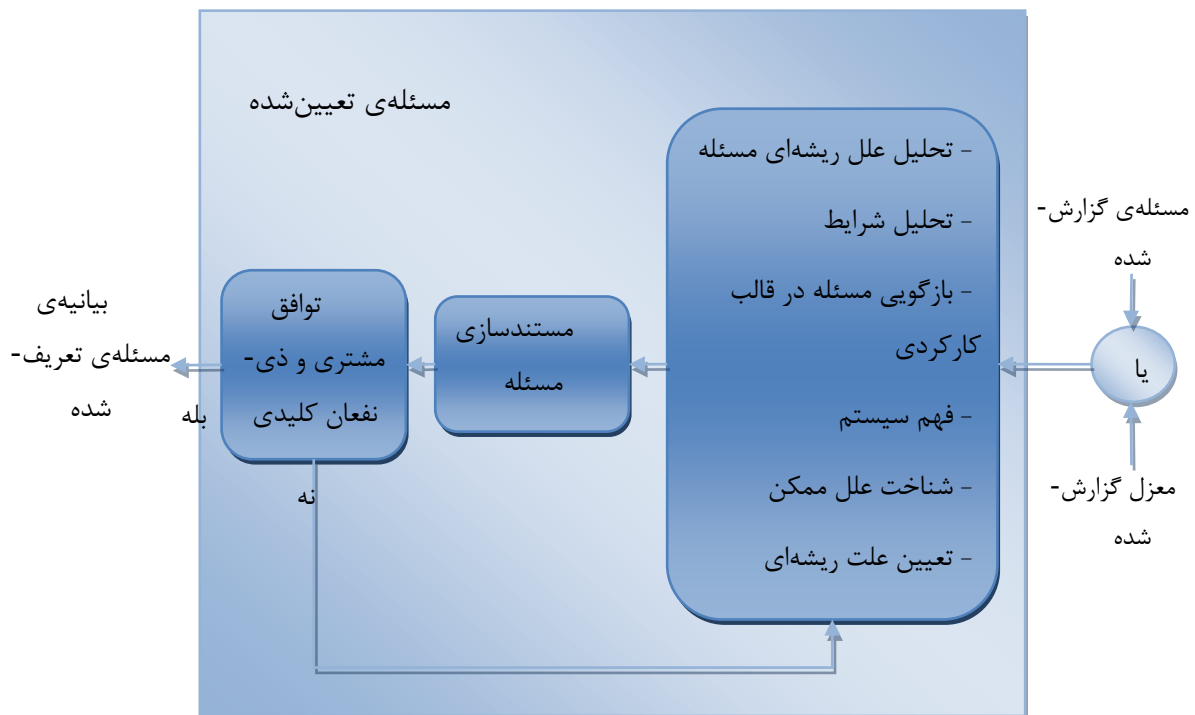 مسئله‌ی تعیین‌شده
مسئله‌ی گزارش-
شده
یا
معزل گزارش-
شده
- تحلیل علل ریشه‌ای مسئله
- تحلیل شرایط
- بازگویی مسئله در قالب
کارکردی
- فهم سیستم
- شناخت علل ممکن
- تعیین علت ریشه‌ای
مستندسازی
مسئله
توافق
مشتری و ذی-
نفعان کلیدی
بله
نه
بیانیه‌ی
مسئله‌ی تعریف-
شده